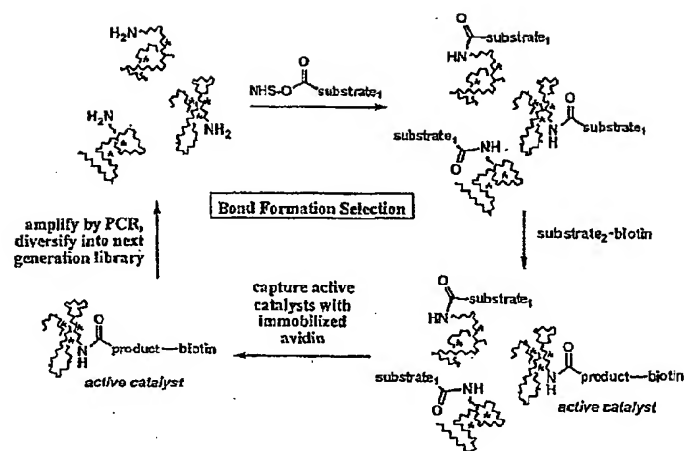 H₂N
H₂N
NH₂
NHS-O
O
substrate₁
O
substrate₁
HN
O
substrate₁
N
H
substrate₁
NH
O
Bond Formation Selection
amplify by PCR,
diversify into next
generation library
substrate₂-biotin
capture active
catalysts with
immobilized
avidin
O
N
H
product—biotin
active catalyst
O
substrate₁
HN
substrate₁
NH
O
O
N
H
product—biotin
active catalyst